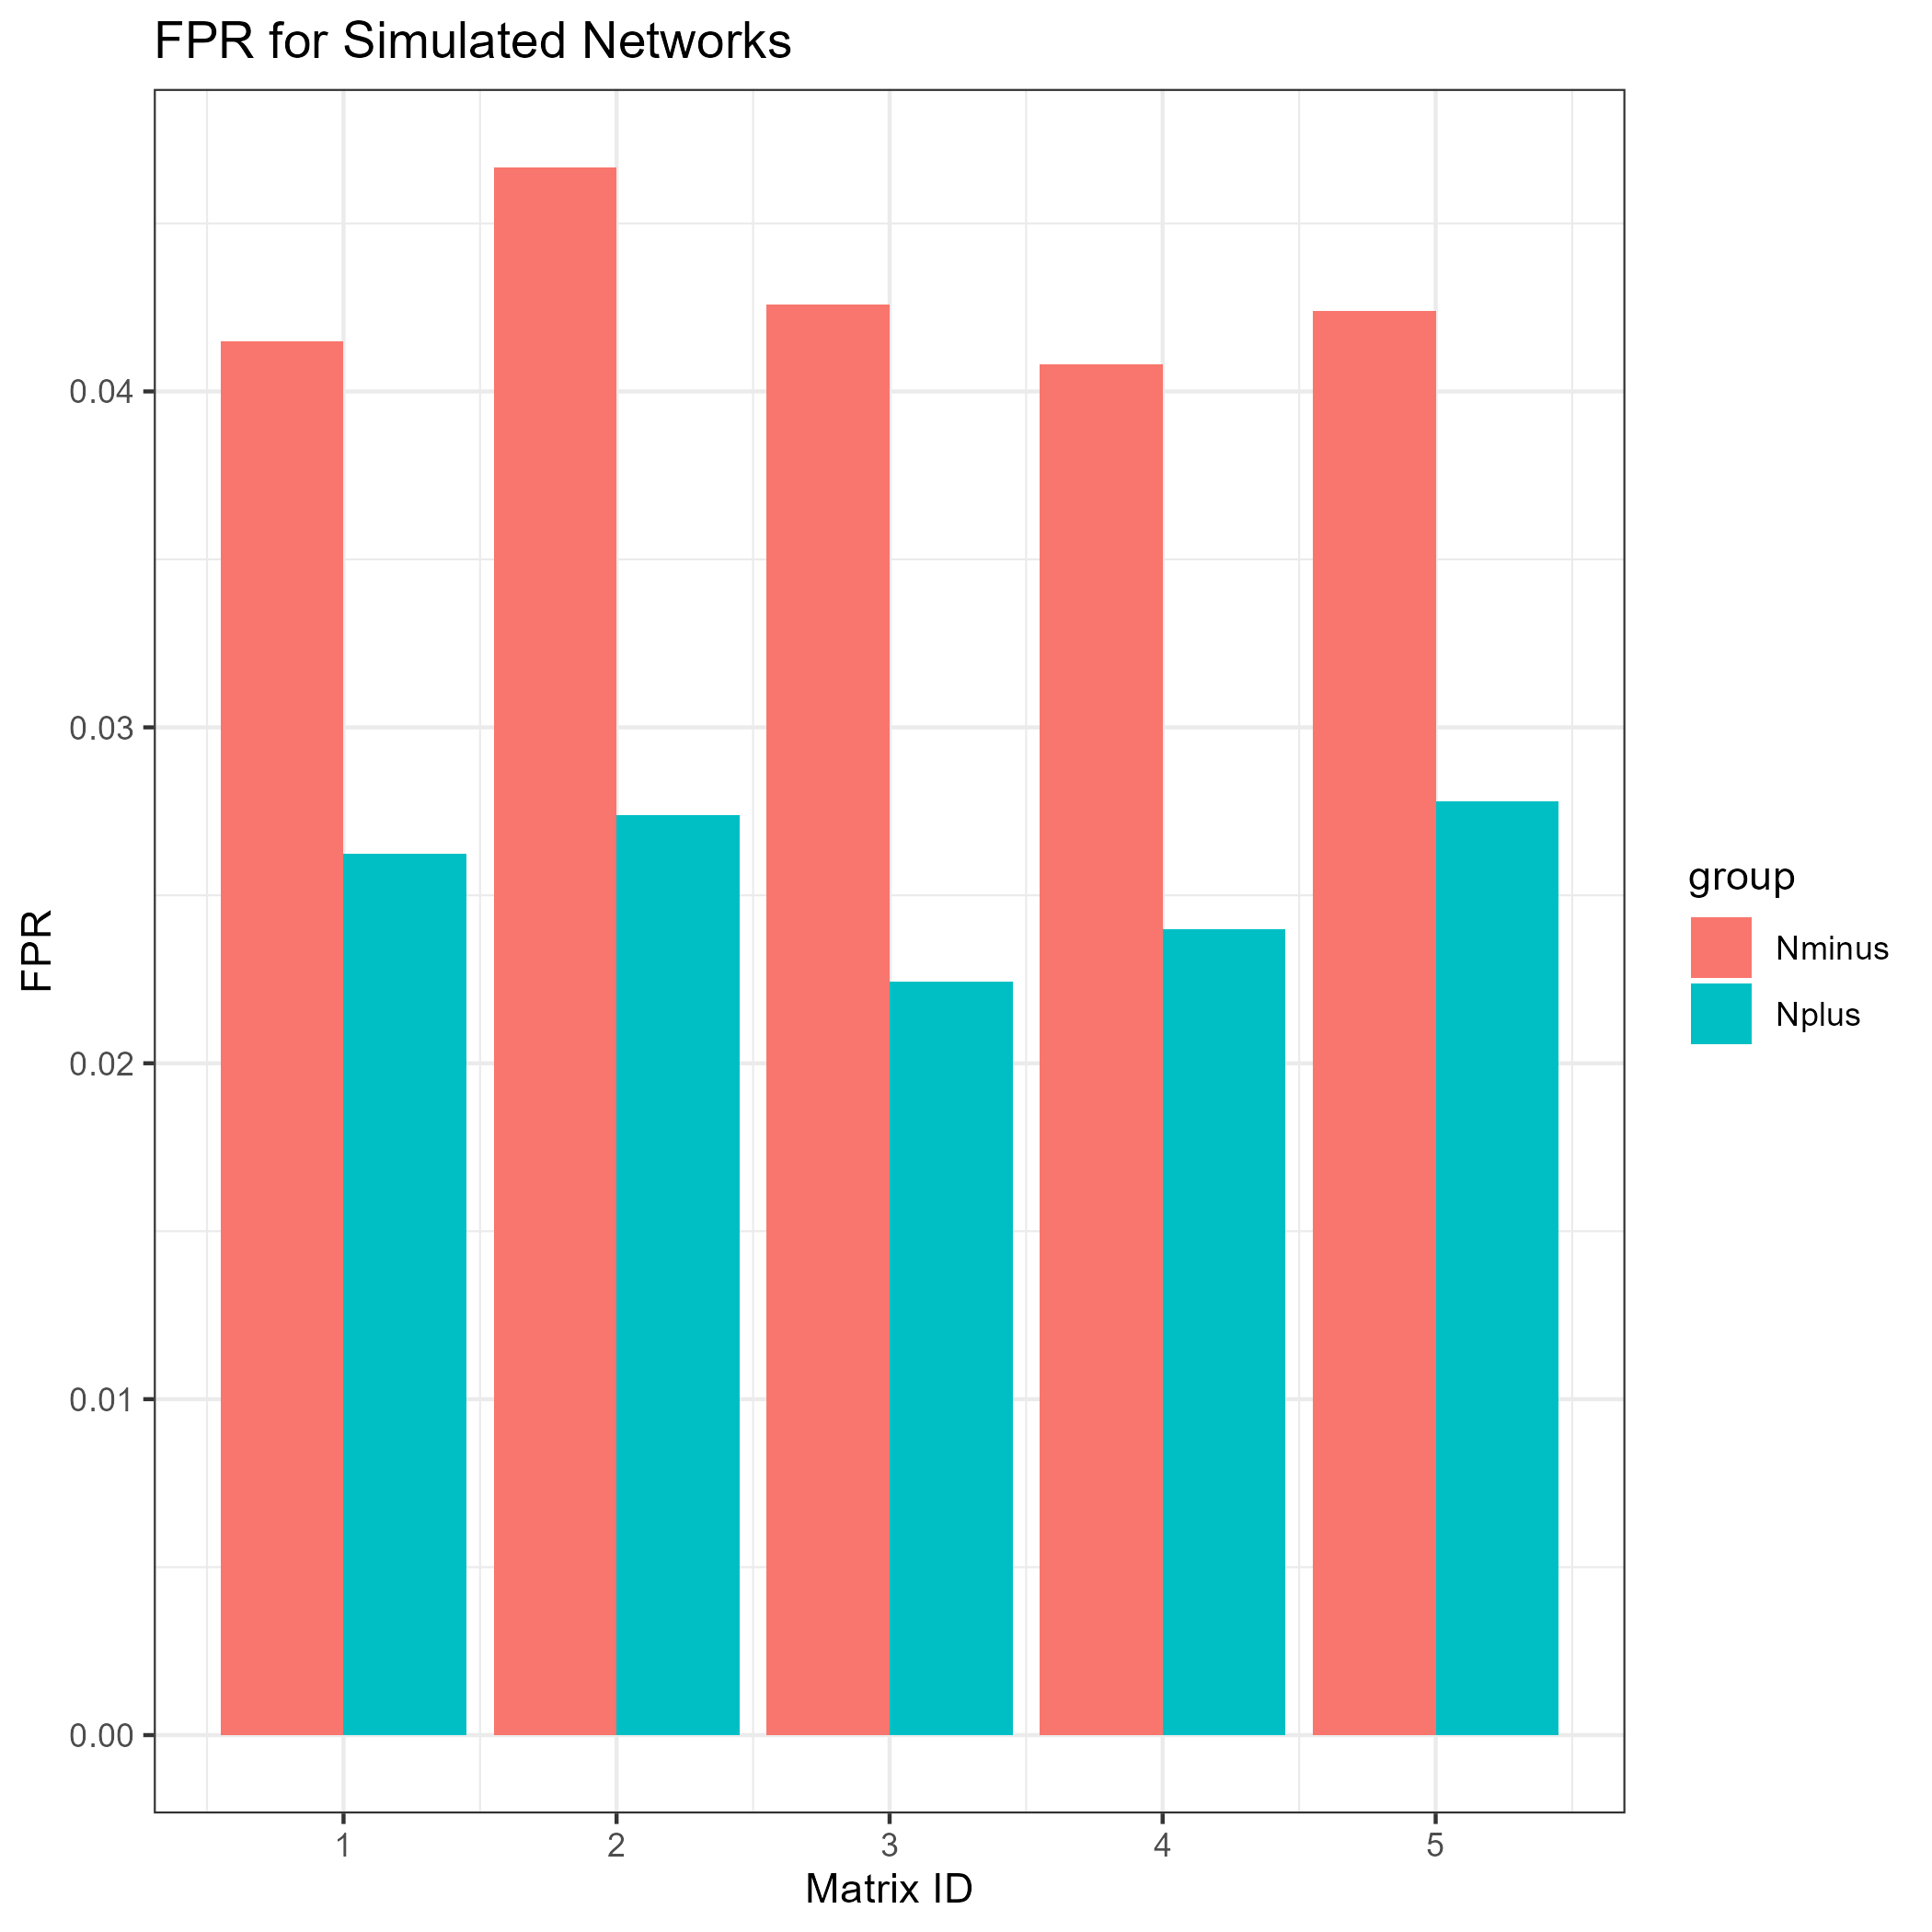 FPR for Simulated Networks
FPR
0.04
0.03
0.02
0.01
0.00
1 2 3 4 5
Matrix ID
group
Nminus
Nplus